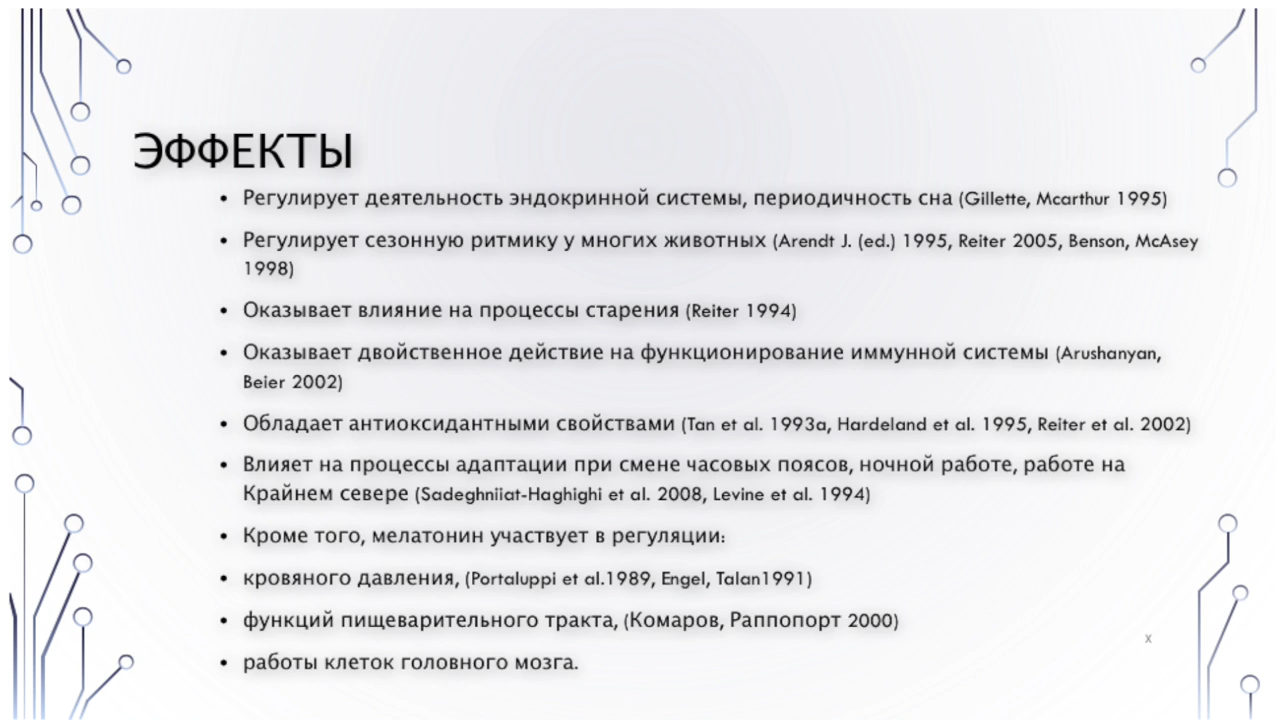 ЭФФЕКТЫ
• Регулирует деятельность эндокринной системы, периодичность сна (Gillette, Mcarthur 1995)
• Регулирует сезонную ритмику у многих животных (Arendt J. (ed.) 1995, Reiter 2005, Benson, McAsey
1998)
• Оказывает влияние на процессы старения (Reiter 1994)
• Оказывает двойственное действие на функционирование иммунной системы (Arushanyan,
Beier 2002)
• Обладает антиоксидантными свойствами (Tan et al. 1993a, Hardeland et al. 1995, Reiter et al. 2002)
• Влияет на процессы адаптации при смене часовых поясов, ночной работе, работе на
Крайнем севере (Sadeghniiat-Haghighi et al. 2008, Levine et al. 1994)
• Кроме того, мелатонин участвует в регуляции:
• кровяного давления, (Portaluppi et al.1989, Engel, Talan1991)
• функций пищеварительного тракта, (Комаров, Раппопорт 2000)
x
• работы клеток головного мозга.